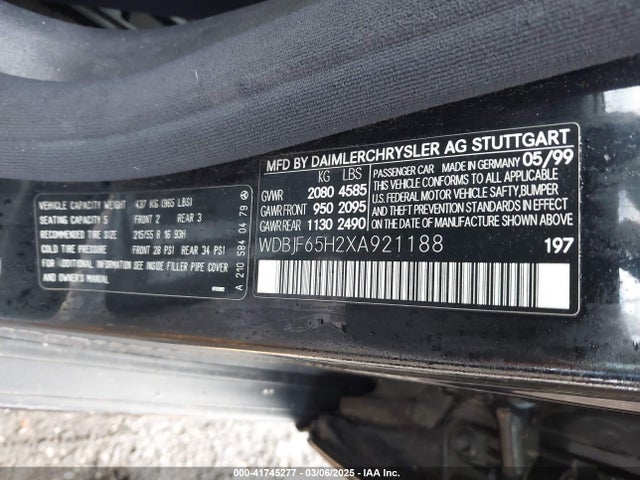 VEHICLE CAPACITY WEIGHT 437 KG (965 LBS)
SEATING CAPACITY 5 FRONT 2 REAR 3
RECOMMENDED TIRE SIZE 215/55 R 16 93H
COLD TIRE FRONT 28 PSI REAR 34 PSI
ADDITIONAL INFORMATION SEE INSIDE FILLER PIPE COVER AND
OWNER'S MANUAL
A 210 584 04 79
MFD BY DAIMLERCHRYSLER AG STUTTGART
KG LBS
GVWR 2080 4585
GAWR FRONT 950 2095
GAWR REAR 1130 2490
PASSENGER CAR MADE IN GERMANY 05/99
THIS VEHICLE CONFORMS TO ALL APPLICABLE
U.S. FEDERAL MOTOR VEHICLE SAFTY,BUMPER
AND THEFT PREVENTION STANDARDS IN EFFECT
ON THE DATE OF MANUFACTURE SHOWN ABOVE
WDBJF65H2XA921188 197
000-41745277 - 03/06/2025 - IAA Inc.